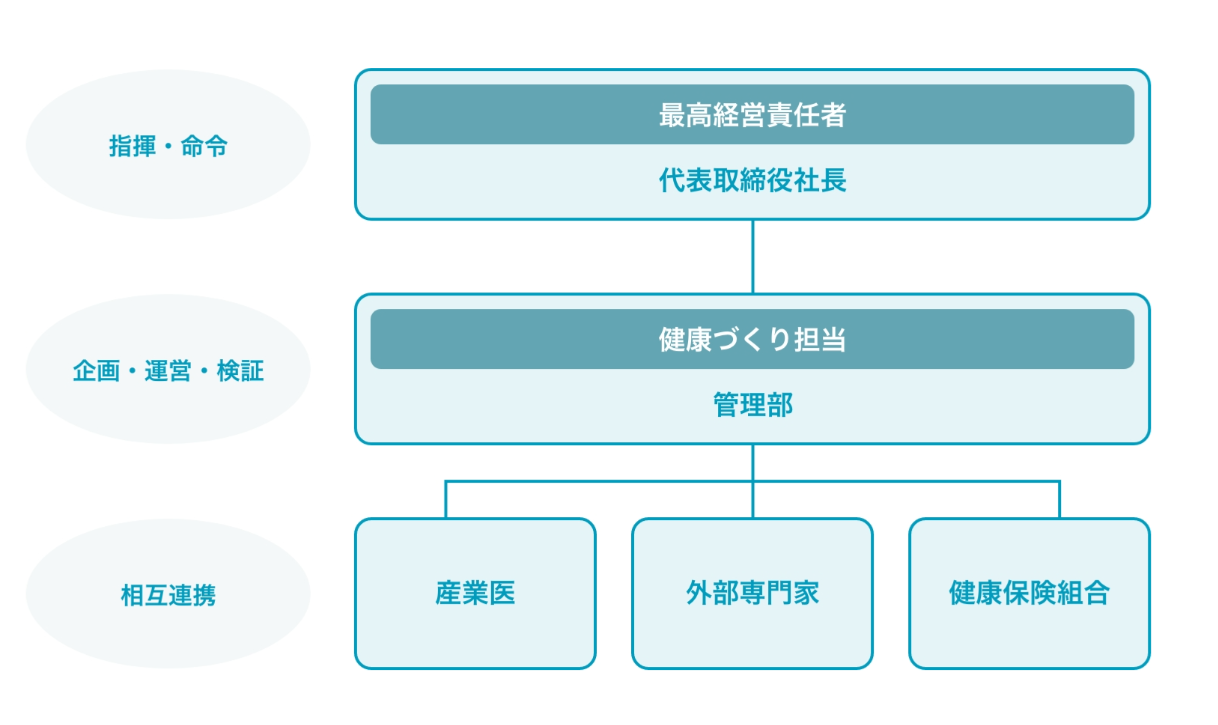 指揮・命令
最高経営責任者
代表取締役社長
企画・運営・検証
健康づくり担当
管理部
相互連携
産業医
外部専門家
健康保険組合